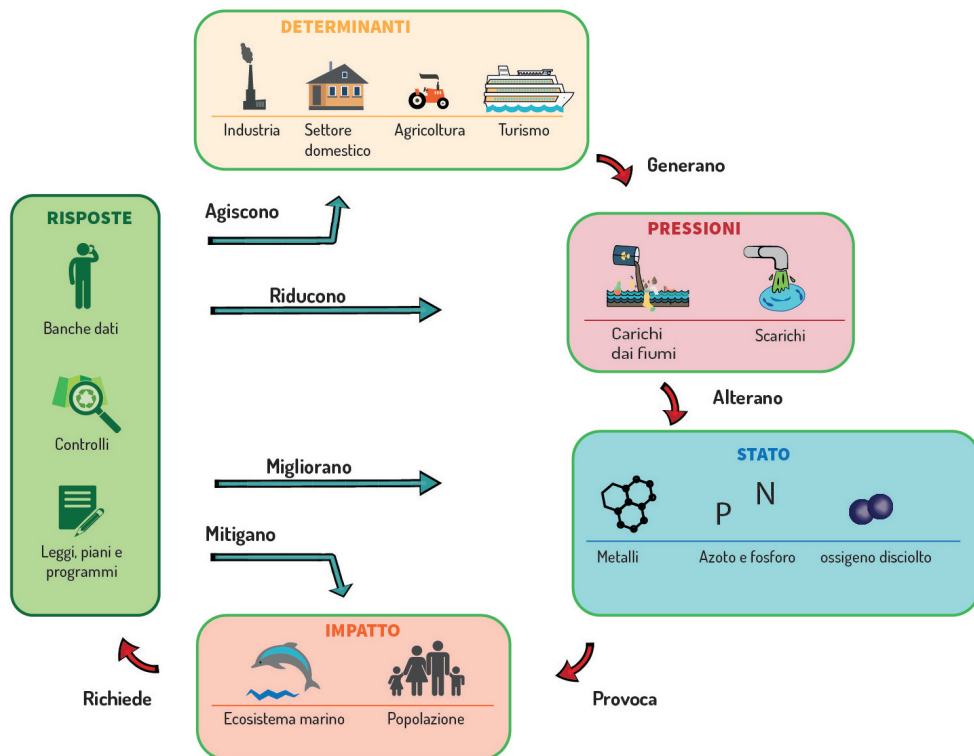 DETERMINANTI
Industria
Settore
domestico
Agricoltura
Turismo
Generano
Agiscono
RISPOSTE
Banche dati
Controlli
Leggi, piani e
programmi
Riducono
PRESSIONI
Carichi
dai fiumi
Scarichi
Alterano
Migliorano
STATO
P
N
Metalli
Azoto e fosforo
ossigeno disciolto
Mitigano
IMPATTO
Ecosistema marino
Popolazione
Provoca
Richiede